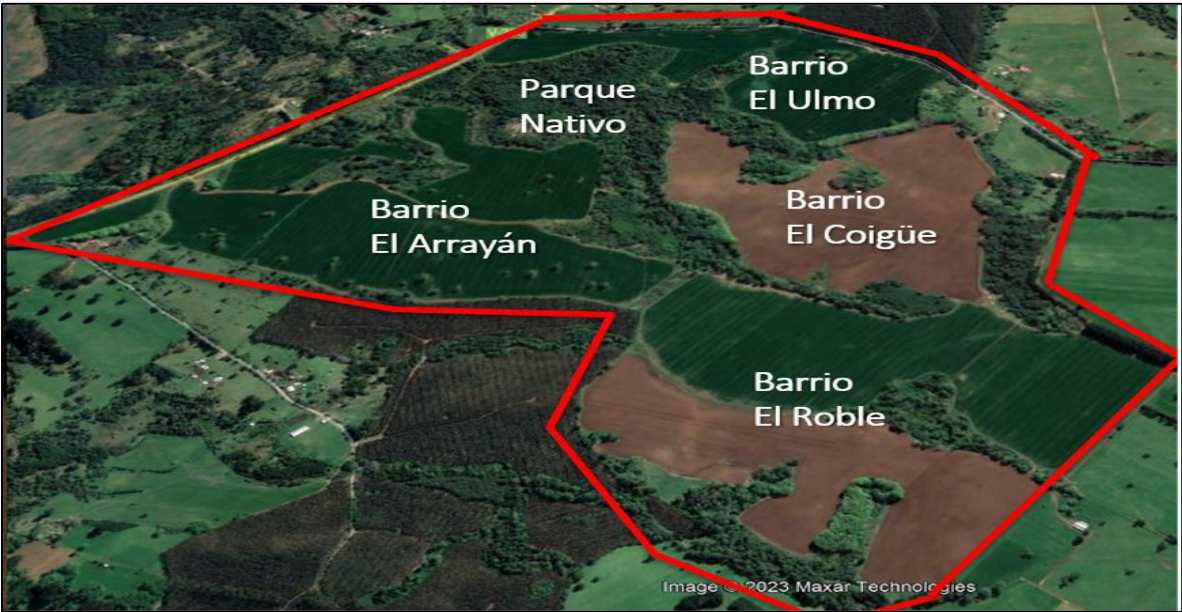 Barrio
El Ulmo
Parque
Nativo
Barrio
El Arrayán
Barrio
El Coigüe
Barrio
El Roble
Image © 2023 Maxar Technologies